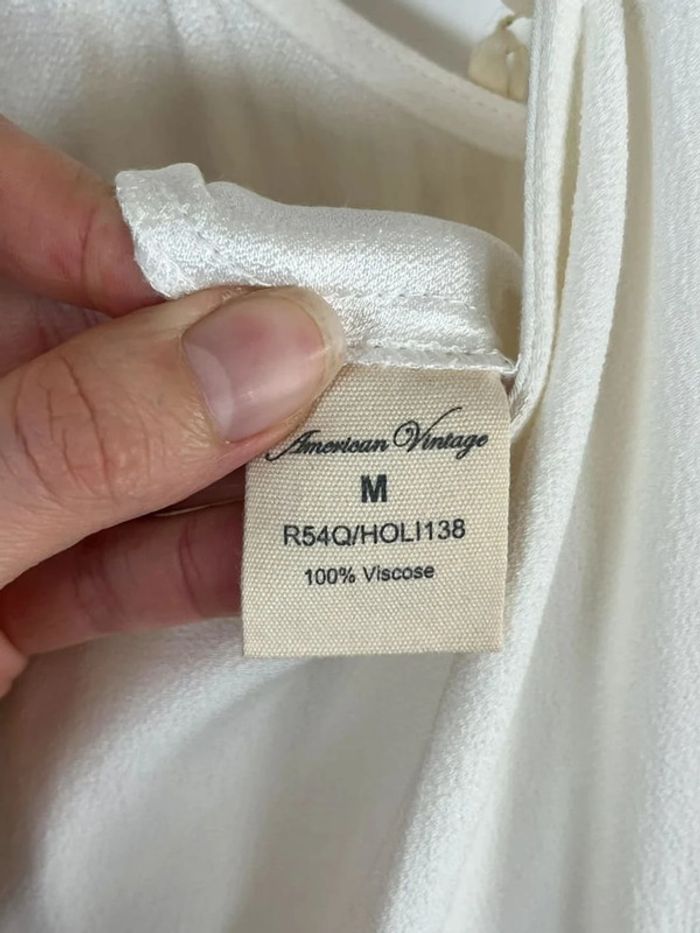 American Vintage
M
R54Q/HOLI138
100% Viscose